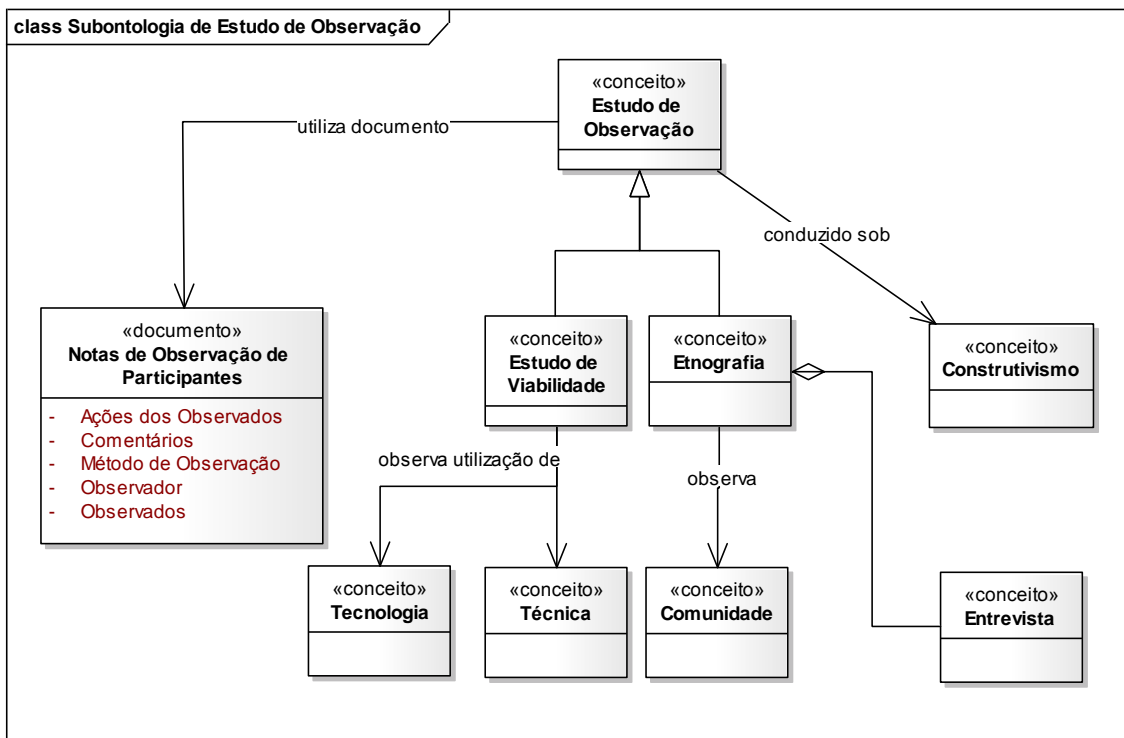 class Subontologia de Estudo de Observação
«conceito»
Estudo de
Observação
utiliza documento
conduzido sob
«documento»
Notas de Observação de
Participantes
- Ações dos Observados
- Comentários
- Método de Observação
- Observador
- Observados
«conceito»
Estudo de
Viabilidade
«conceito»
Etnografia
«conceito»
Construtivismo
observa utilização de
observa
«conceito»
Tecnologia
«conceito»
Técnica
«conceito»
Comunidade
«conceito»
Entrevista